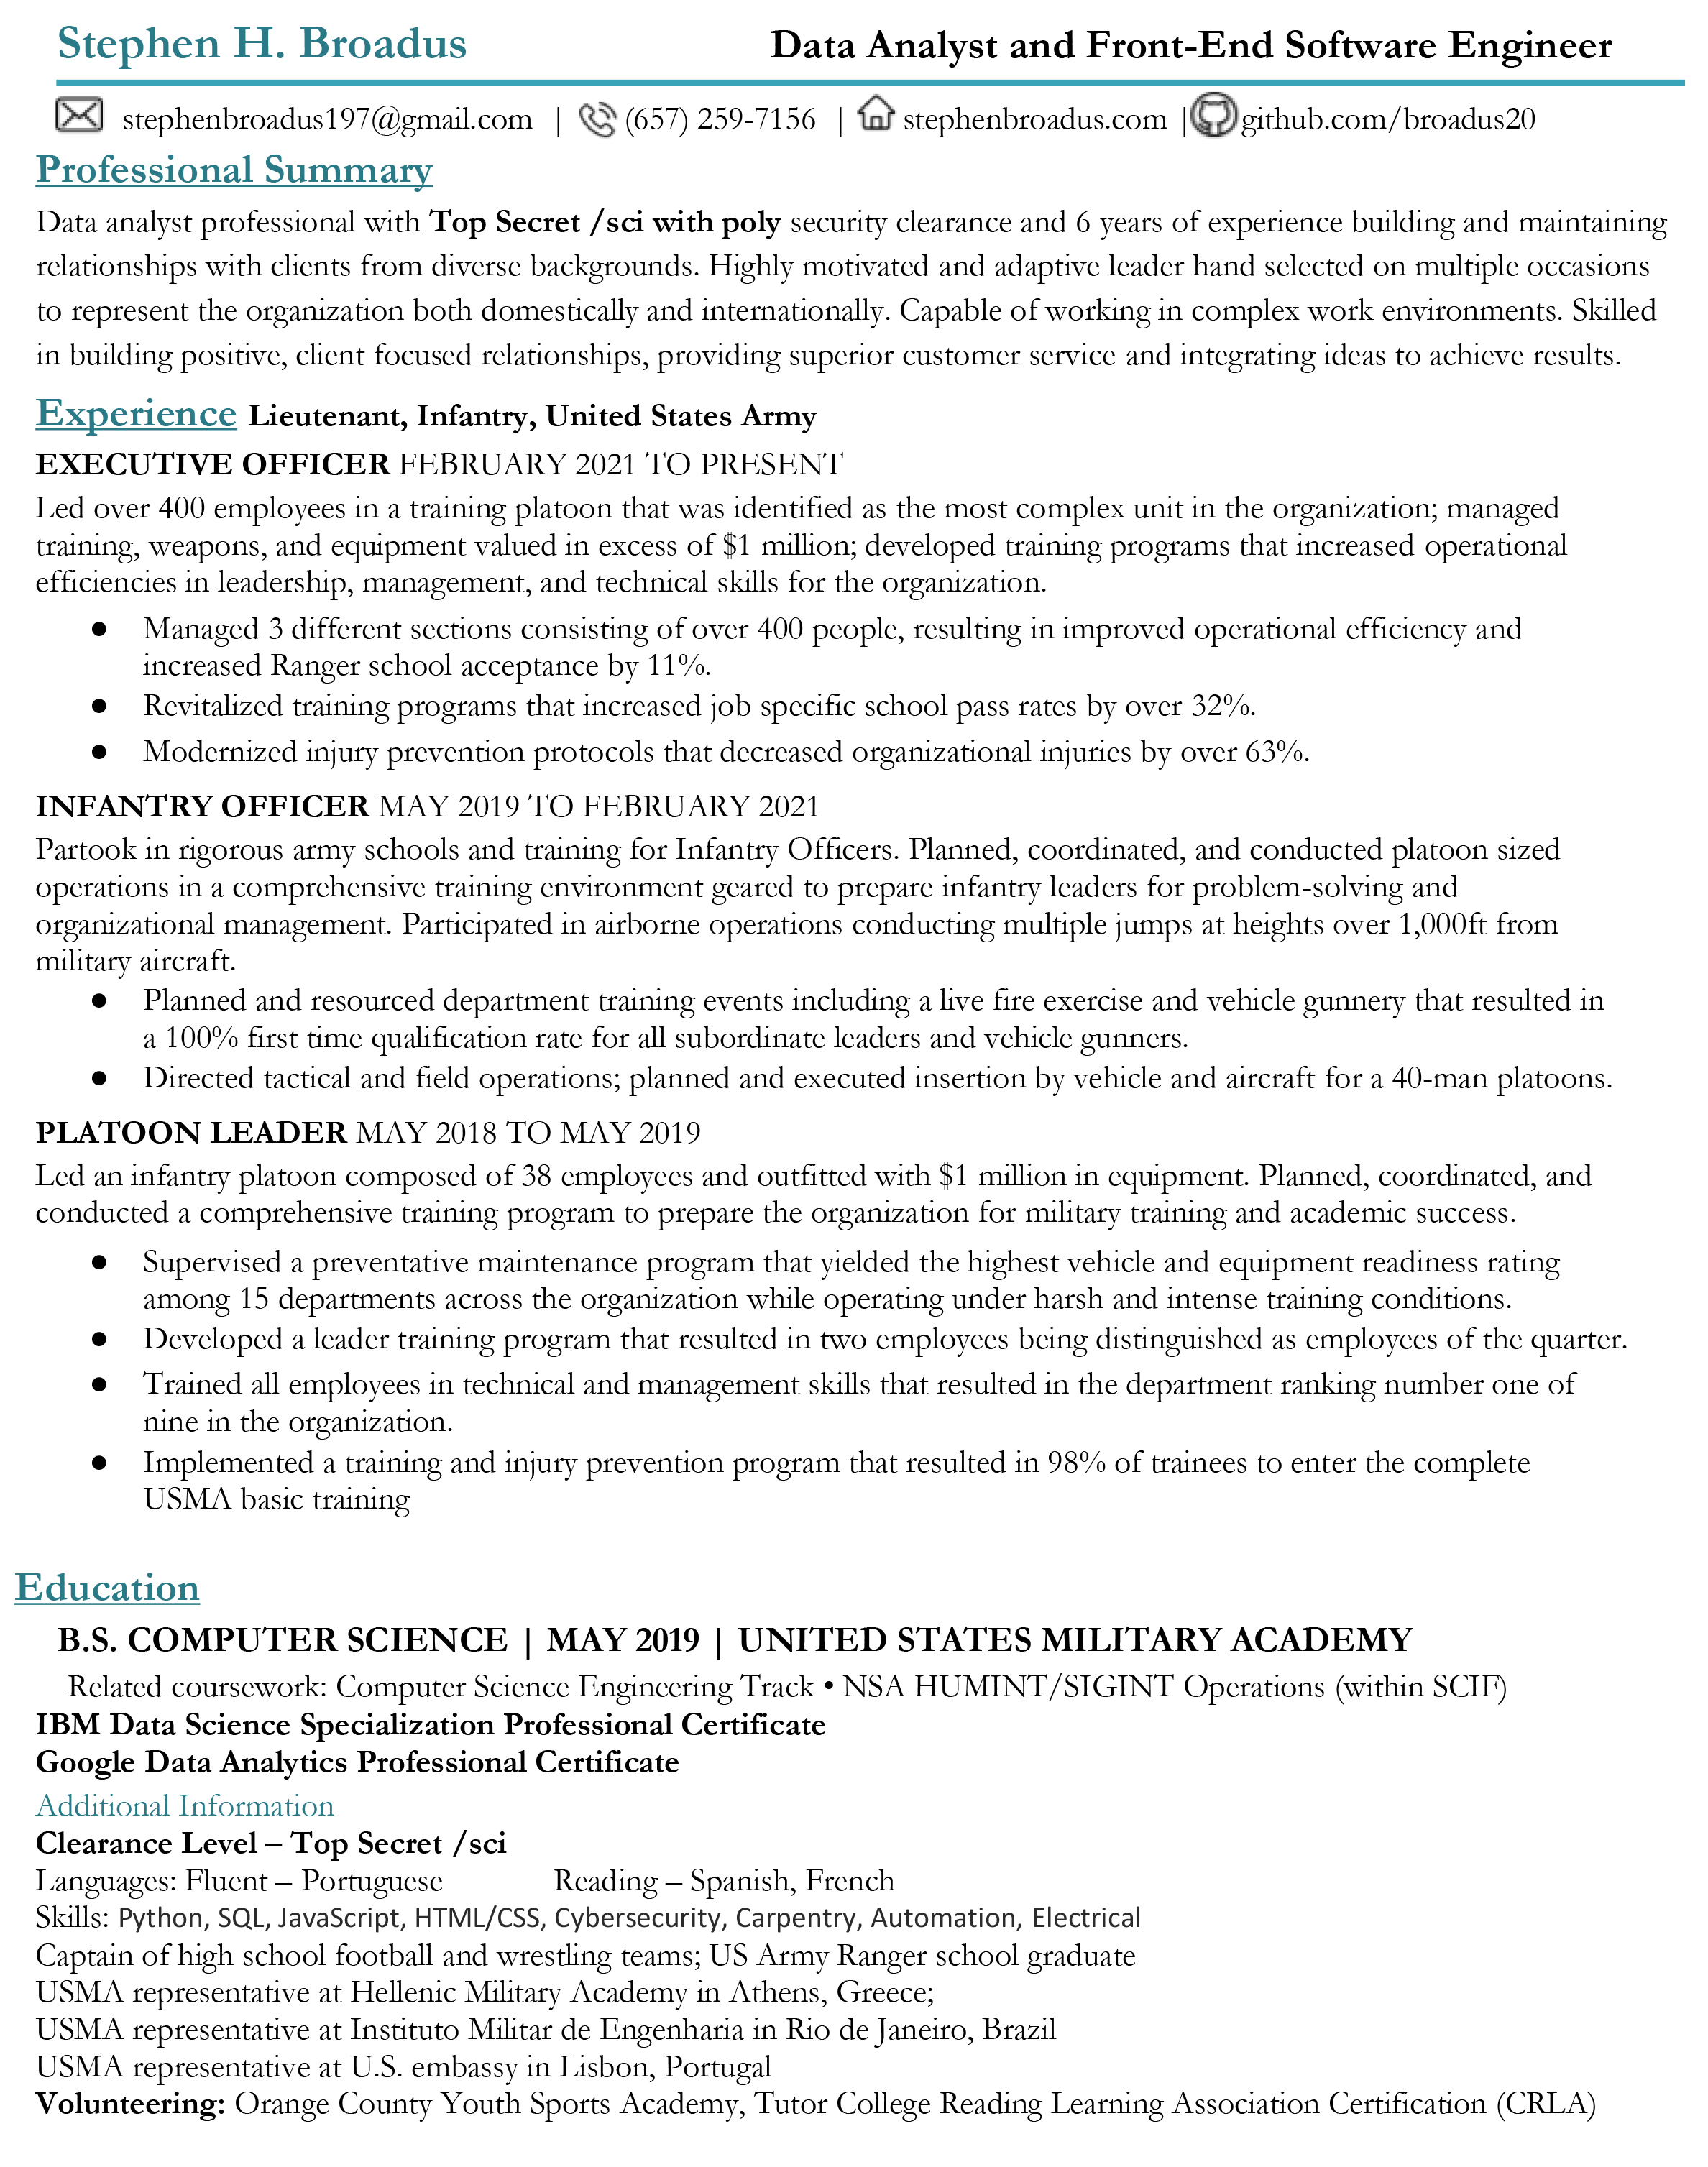 Stephen H. Broadus Data Analyst and Front-End Software Engineer
stephenbroadus197@gmail.com | (657) 259-7156 | stephenbroadus.com | github.com/broadus20
Professional Summary
Data analyst professional with Top Secret /sci with poly security clearance and 6 years of experience building and maintaining
relationships with clients from diverse backgrounds. Highly motivated and adaptive leader hand selected on multiple occasions
to represent the organization both domestically and internationally. Capable of working in complex work environments. Skilled
in building positive, client focused relationships, providing superior customer service and integrating ideas to achieve results.
Experience Lieutenant, Infantry, United States Army
EXECUTIVE OFFICER FEBRUARY 2021 TO PRESENT
Led over 400 employees in a training platoon that was identified as the most complex unit in the organization; managed
training, weapons, and equipment valued in excess of $1 million; developed training programs that increased operational
efficiencies in leadership, management, and technical skills for the organization.
● Managed 3 different sections consisting of over 400 people, resulting in improved operational efficiency and
increased Ranger school acceptance by 11%.
● Revitalized training programs that increased job specific school pass rates by over 32%.
● Modernized injury prevention protocols that decreased organizational injuries by over 63%.
INFANTRY OFFICER MAY 2019 TO FEBRUARY 2021
Partook in rigorous army schools and training for Infantry Officers. Planned, coordinated, and conducted platoon sized
operations in a comprehensive training environment geared to prepare infantry leaders for problem-solving and
organizational management. Participated in airborne operations conducting multiple jumps at heights over 1,000ft from
military aircraft.
● Planned and resourced department training events including a live fire exercise and vehicle gunnery that resulted in
a 100% first time qualification rate for all subordinate leaders and vehicle gunners.
● Directed tactical and field operations; planned and executed insertion by vehicle and aircraft for a 40-man platoons.
PLATOON LEADER MAY 2018 TO MAY 2019
Led an infantry platoon composed of 38 employees and outfitted with $1 million in equipment. Planned, coordinated, and
conducted a comprehensive training program to prepare the organization for military training and academic success.
● Supervised a preventative maintenance program that yielded the highest vehicle and equipment readiness rating
among 15 departments across the organization while operating under harsh and intense training conditions.
● Developed a leader training program that resulted in two employees being distinguished as employees of the quarter.
● Trained all employees in technical and management skills that resulted in the department ranking number one of
nine in the organization.
● Implemented a training and injury prevention program that resulted in 98% of trainees to enter the complete
USMA basic training
Education
B.S. COMPUTER SCIENCE | MAY 2019 | UNITED STATES MILITARY ACADEMY
Related coursework: Computer Science Engineering Track • NSA HUMINT/SIGINT Operations (within SCIF)
IBM Data Science Specialization Professional Certificate
Google Data Analytics Professional Certificate
Additional Information
Clearance Level – Top Secret /sci
Languages: Fluent – Portuguese Reading – Spanish, French
Skills: Python, SQL, JavaScript, HTML/CSS, Cybersecurity, Carpentry, Automation, Electrical
Captain of high school football and wrestling teams; US Army Ranger school graduate
USMA representative at Hellenic Military Academy in Athens, Greece;
USMA representative at Instituto Militar de Engenharia in Rio de Janeiro, Brazil
USMA representative at U.S. embassy in Lisbon, Portugal
Volunteering: Orange County Youth Sports Academy, Tutor College Reading Learning Association Certification (CRLA)